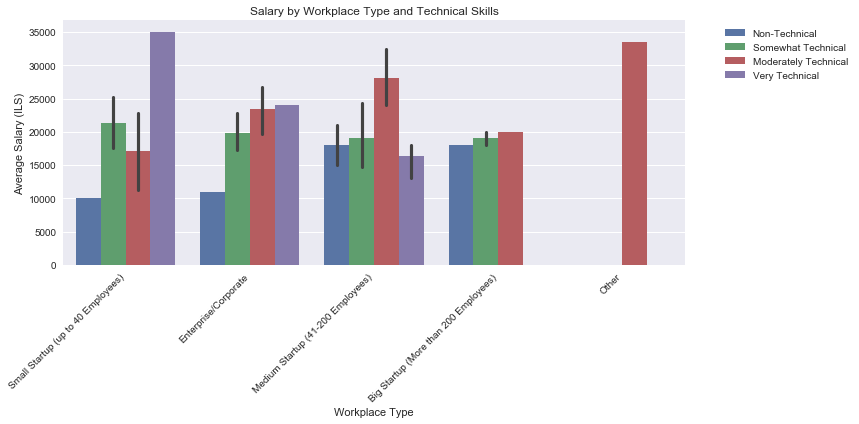 Salary by Workplace Type and Technical Skills
Non-Technical
Somewhat Technical
Moderately Technical
Very Technical
Average Salary (ILS)
35000
30000
25000
20000
15000
10000
5000
0
Small Startup (up to 40 Employees)
Enterprise/Corporate
Medium Startup (41-200 Employees)
Big Startup (More than 200 Employees)
Other
Workplace Type